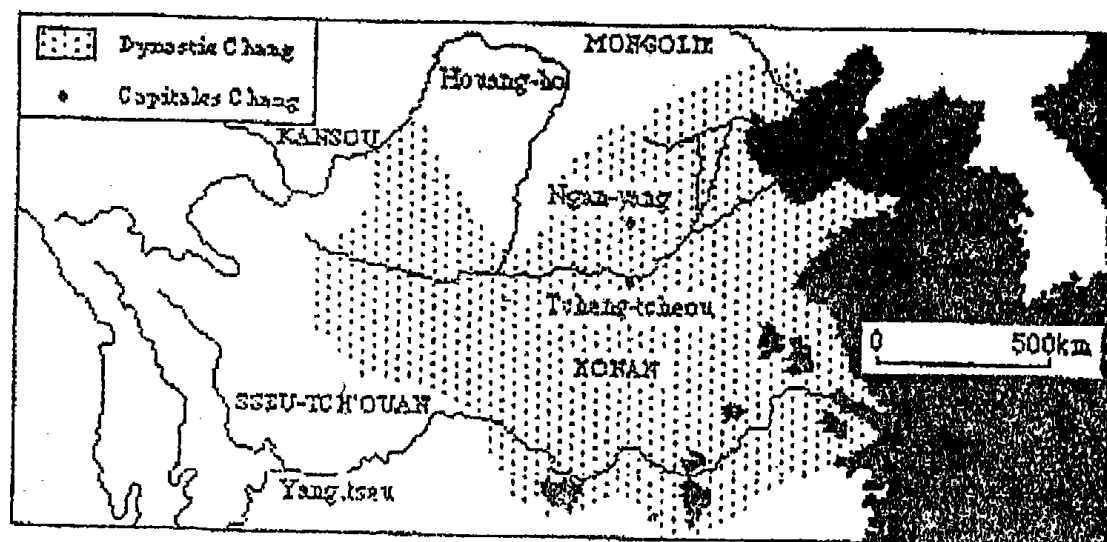 Dynastie Chang
Capitales Chang
MONGOLIE
Houang-ho
KANSOU
Ngan-yang
Tchang-tcheou
0 500km
HONAN
SSEU-TCH'OUAN
Yang.tseu